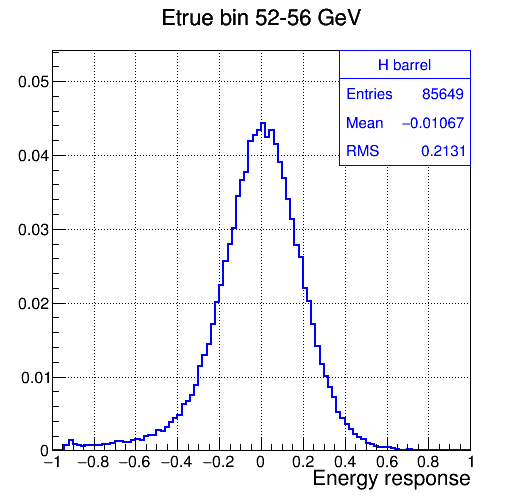 Etrue bin 52-56 GeV
H barrel
Entries 85649
Mean −0.01067
RMS 0.2131
0.05
0.04
0.03
0.02
0.01
0
−1 −0.8 −0.6 −0.4 −0.2 0 0.2 0.4 0.6 0.8 1
Energy response